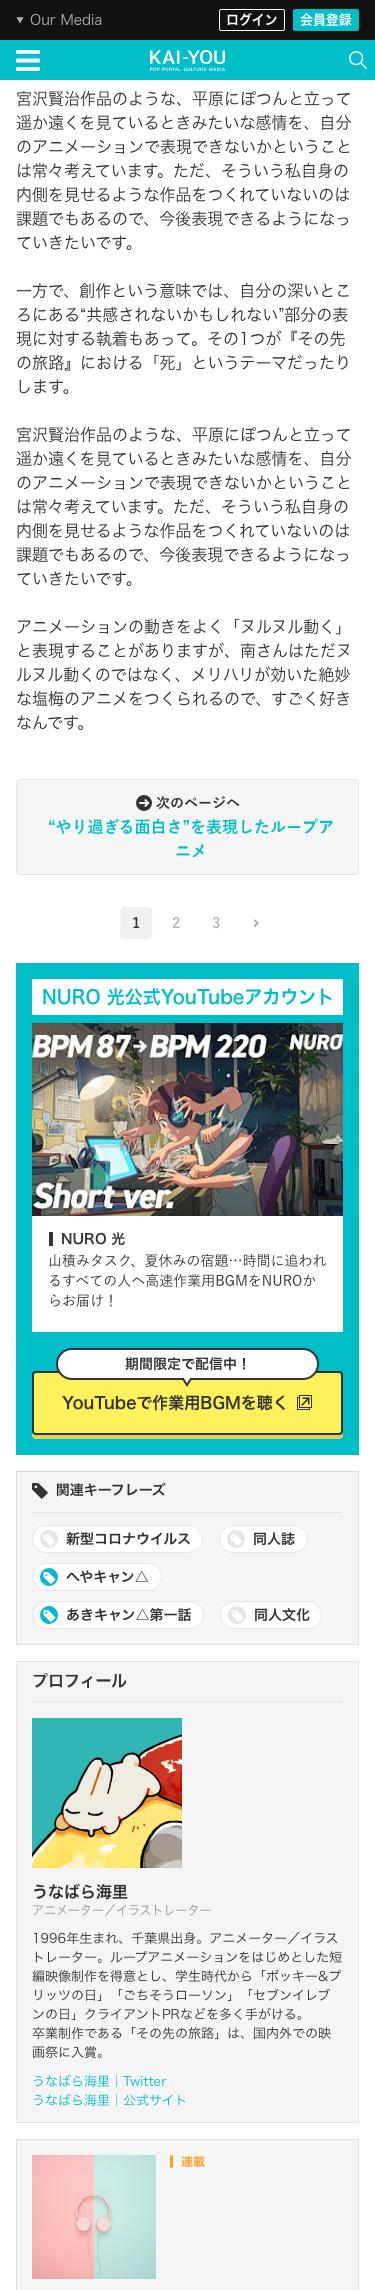 ▼ Our Media
ログイン
会員登録
KAI-YOU
POP PORTAL CULTURE MEDIA
宮沢賢治作品のような、平原にぽつんと立って
遥か遠くを見ているときみたいな感情を、自分
のアニメーションで表現できないかということ
は常々考えています。ただ、そういう私自身の
内側を見せるような作品をつくれていないのは
課題でもあるので、今後表現できるようになっ
ていきたいです。
一方で、創作という意味では、自分の深いとこ
ろにある“共感されないかもしれない”部分の表
現に対する執着もあって。その1つが『その先
の旅路』における「死」というテーマだったり
します。
宮沢賢治作品のような、平原にぽつんと立って
遥か遠くを見ているときみたいな感情を、自分
のアニメーションで表現できないかということ
は常々考えています。ただ、そういう私自身の
内側を見せるような作品をつくれていないのは
課題でもあるので、今後表現できるようになっ
ていきたいです。
アニメーションの動きをよく「ヌルヌル動く」
と表現することがありますが、南さんはただヌ
ルヌル動くのではなく、メリハリが効いた絶妙
な塩梅のアニメをつくられるので、すごく好き
なんです。
次のページへ
“やり過ぎる面白さ”を表現したループア
ニメ
1 2 3 ›
NURO 光公式YouTubeアカウント
BPM 87→BPM 220
NURO
Short ver.
NURO 光
山積みタスク、夏休みの宿題…時間に追われ
るすべての人へ高速作業用BGMをNUROか
らお届け！
期間限定で配信中！
YouTubeで作業用BGMを聴く
関連キーフレーズ
新型コロナウイルス
同人誌
へやキャン△
あきキャン△第一話
同人文化
プロフィール
うなばら海里
アニメーター／イラストレーター
1996年生まれ、千葉県出身。アニメーター／イラス
トレーター。ループアニメーションをはじめとした短
編映像制作を得意とし、学生時代から「ポッキー&プ
リッツの日」「ごちそうローソン」「セブンイレブ
ンの日」クライアントPRなどを多く手がける。
卒業制作である「その先の旅路」は、国内外での映
画祭に入賞。
うなばら海里｜Twitter
うなばら海里｜公式サイト
連載